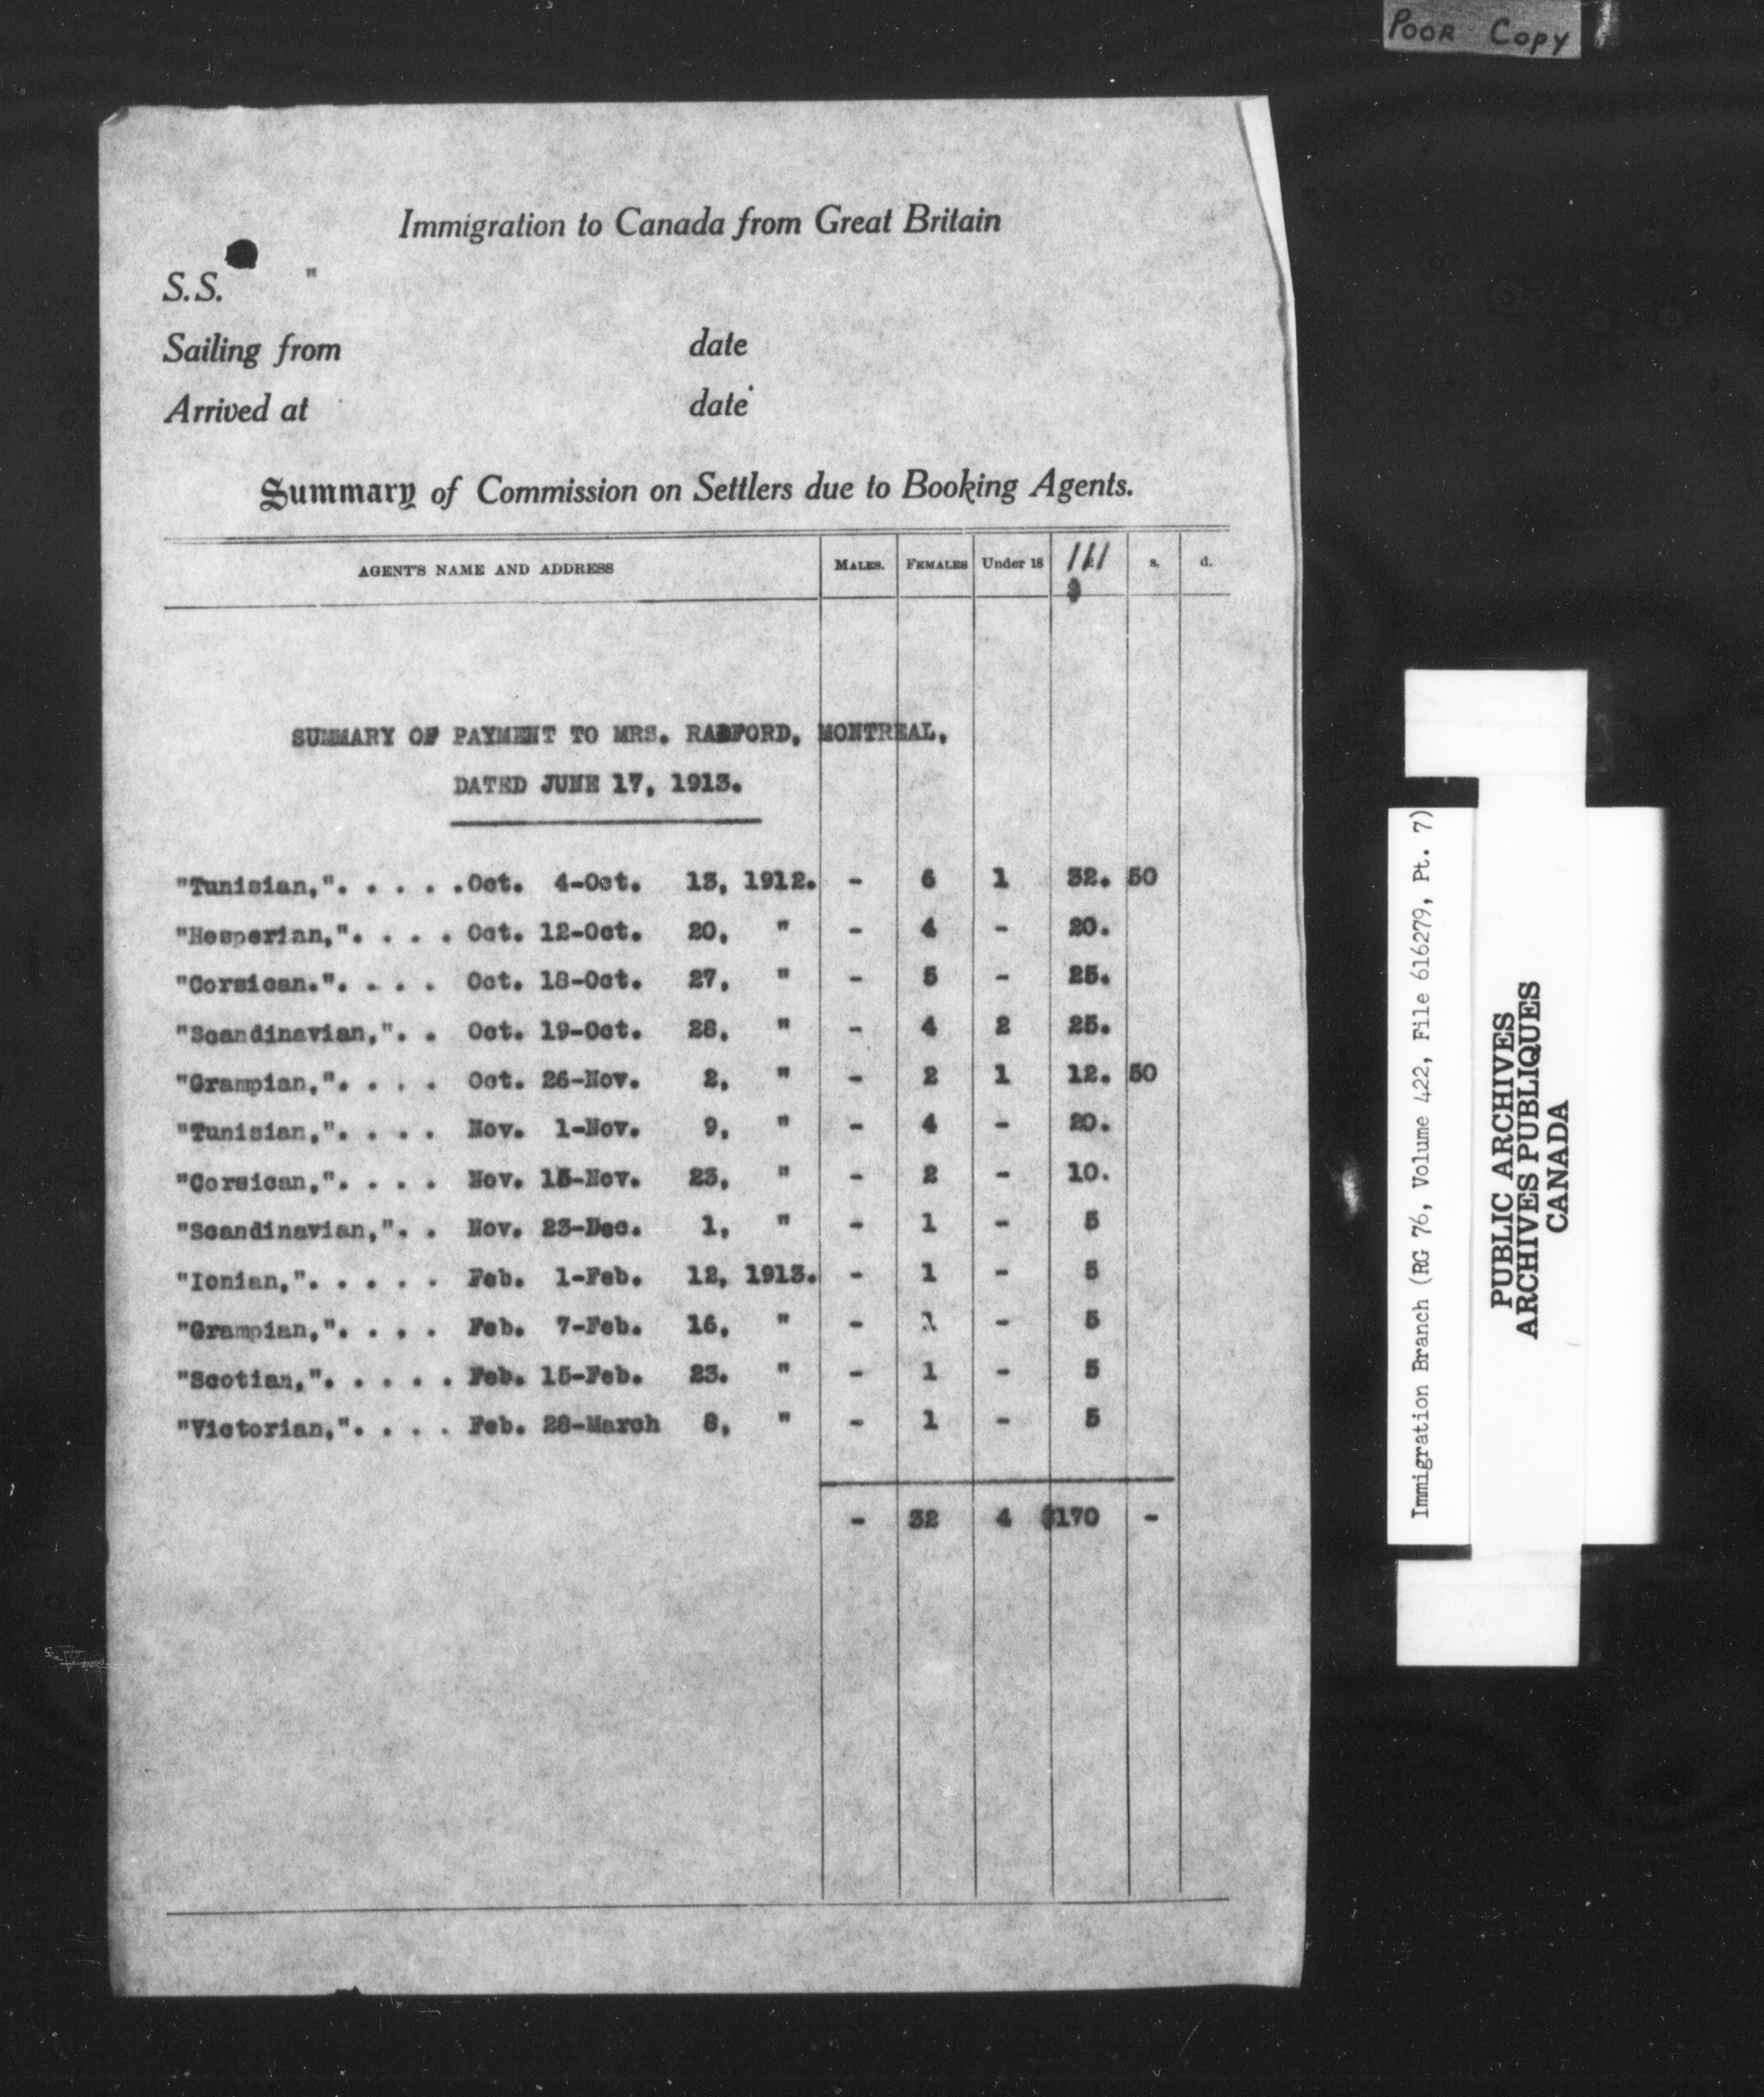 POOR COPY
Immigration to Canada from Great Britain
S.S. "
Sailing from date
Arrived at date
Summary of Commission on Settlers due to Booking Agents.
AGENT'S NAME AND ADDRESS MALES. FEMALES Under 18 s. d.
$
SUMMARY OF PAYMENT TO MRS. RADFORD, MONTREAL,
DATED JUNE 17, 1913.
"Tunisian,". . . . .Oct. 4-Oct. 13, 1912. - 6 1 32. 50
"Hesperian,". . . . Oct. 12-Oct. 20, " - 4 - 20.
"Corsican.". . . . Oct. 18-Oct. 27, " - 5 - 25.
"Scandinavian,". . Oct. 19-Oct. 28, " - 4 2 25.
"Grampian,". . . . Oct. 26-Nov. 2, " - 2 1 12. 50
"Tunisian,". . . . Nov. 1-Nov. 9, " - 4 - 20.
"Corsican,". . . . Nov. 15-Nov. 23, " - 2 - 10.
"Scandinavian,". . Nov. 23-Dec. 1, " - 1 - 5
"Ionian,". . . . . Feb. 1-Feb. 12, 1913. - 1 - 5
"Grampian,". . . . Feb. 7-Feb. 16, " - 1 - 5
"Scotian,". . . . . Feb. 15-Feb. 23. " - 1 - 5
"Victorian,". . . . Feb. 28-March 8, " - 1 - 5
- 32 4 $170 -
Immigration Branch (RG 76, Volume 422, File 616279, Pt. 7)
PUBLIC ARCHIVES
ARCHIVES PUBLIQUES
CANADA